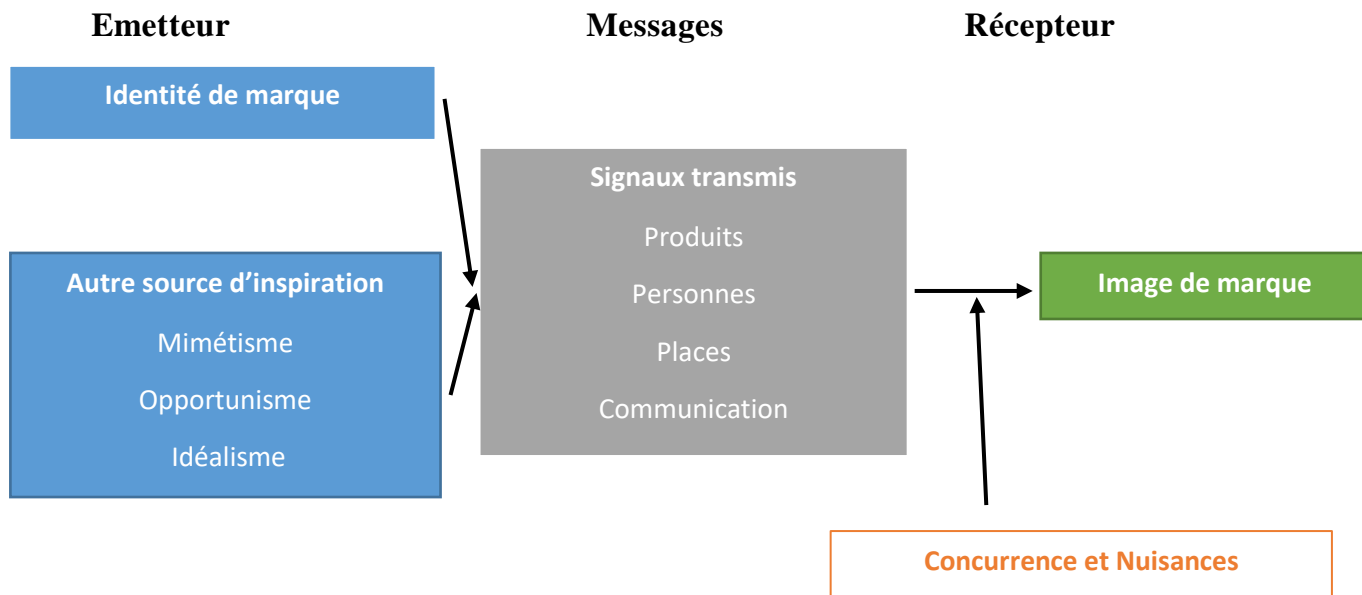 Emetteur
Messages
Récepteur
Identité de marque
Autre source d’inspiration
Mimétisme
Opportunisme
Idéalisme
Signaux transmis
Produits
Personnes
Places
Communication
Image de marque
Concurrence et Nuisances